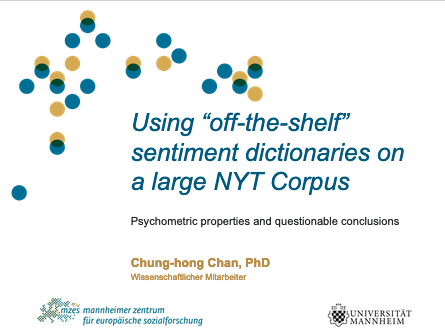 Using “off-the-shelf”
sentiment dictionaries on
a large NYT Corpus
Psychometric properties and questionable conclusions
Chung-hong Chan, PhD
Wissenschaftlicher Mitarbeiter
mzes mannheimer zentrum
für europäische sozialforschung
UNIVERSITÄT
MANNHEIM